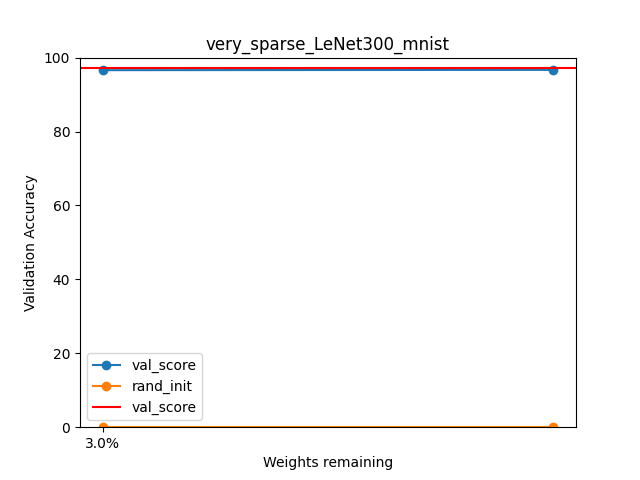 very_sparse_LeNet300_mnist
100
80
60
40
20
0
Validation Accuracy
val_score
rand_init
val_score
3.0%
Weights remaining